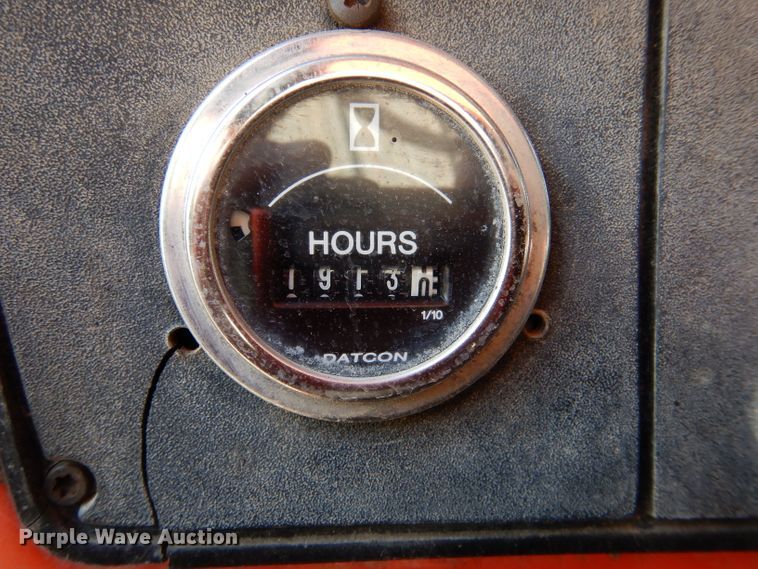 HOURS
1913
1/10
DATCON
Purple Wave Auction